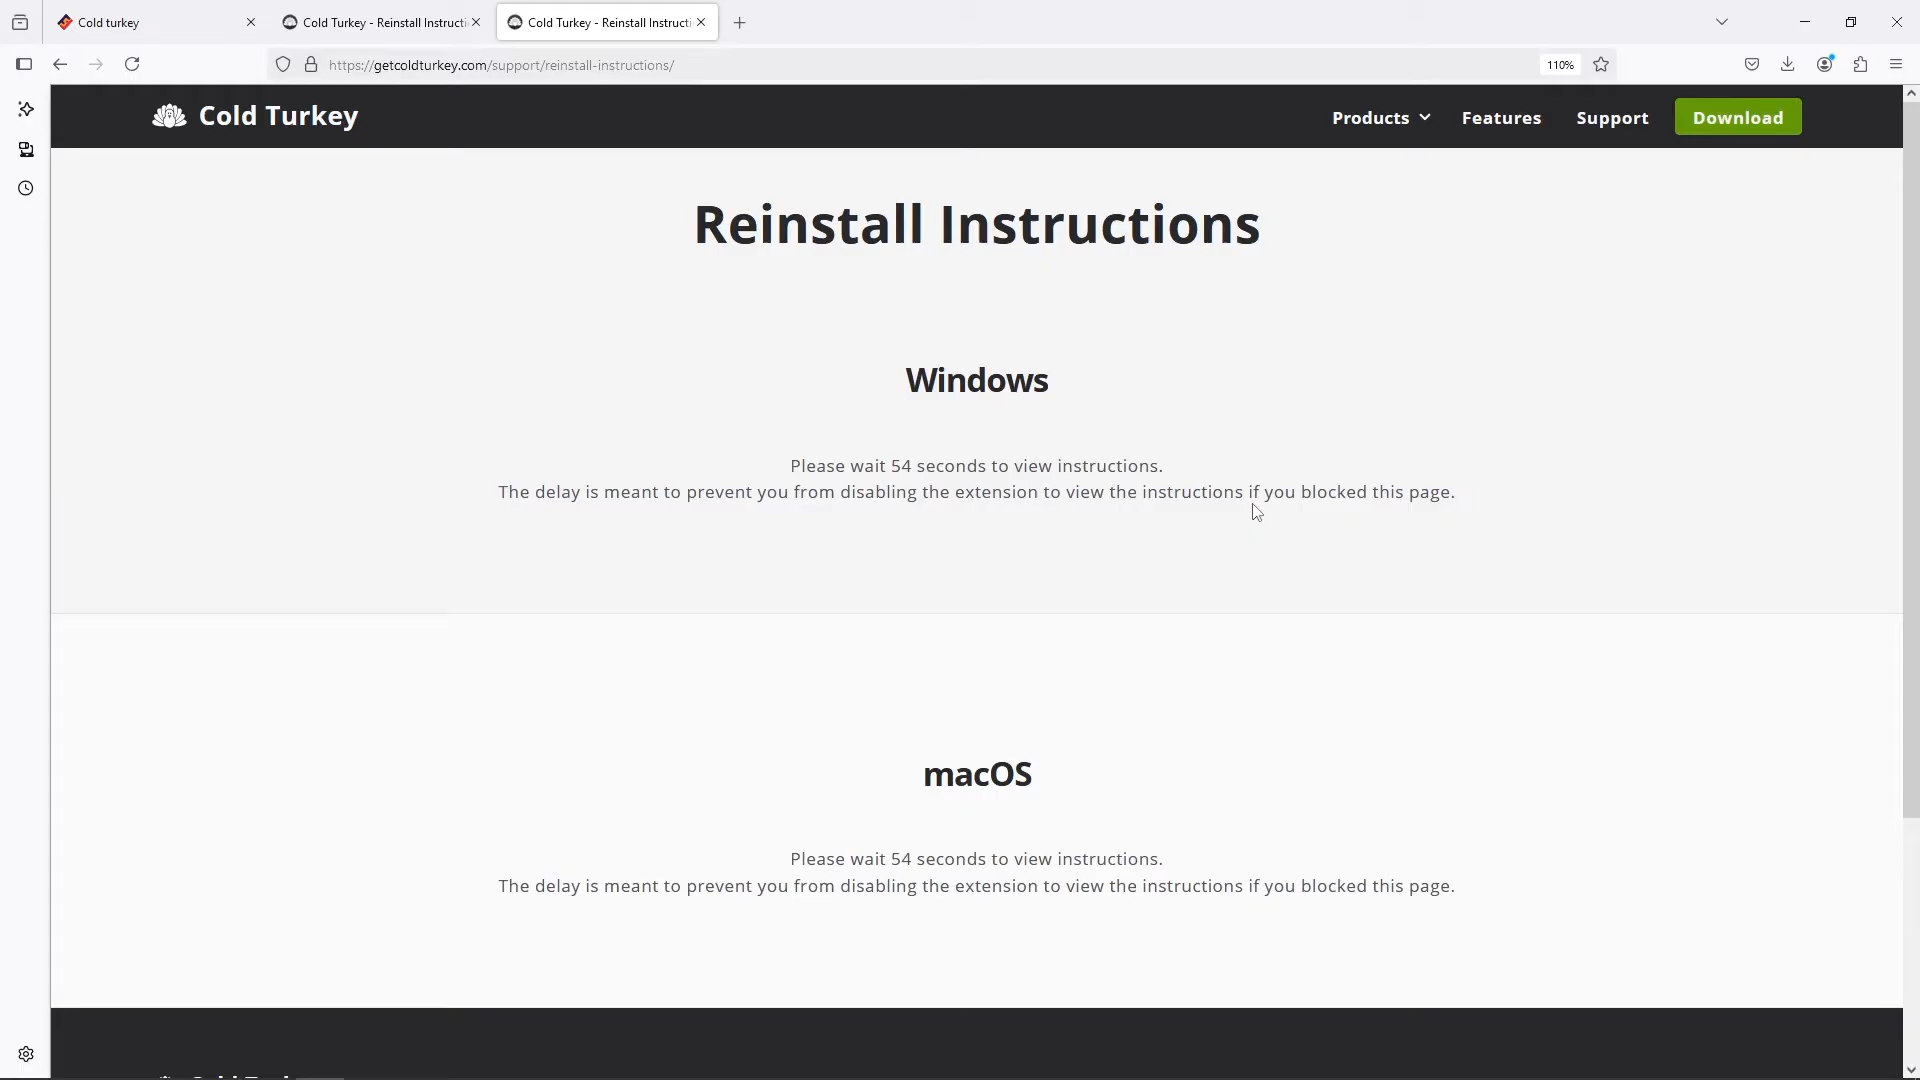 Cold turkey
Cold Turkey - Reinstall Instructi
Cold Turkey - Reinstall Instructi
https://getcoldturkey.com/support/reinstall-instructions/
110%
Cold Turkey
Products
Features
Support
Download
Reinstall Instructions
Windows
Please wait 54 seconds to view instructions.
The delay is meant to prevent you from disabling the extension to view the instructions if you blocked this page.
macOS
Please wait 54 seconds to view instructions.
The delay is meant to prevent you from disabling the extension to view the instructions if you blocked this page.